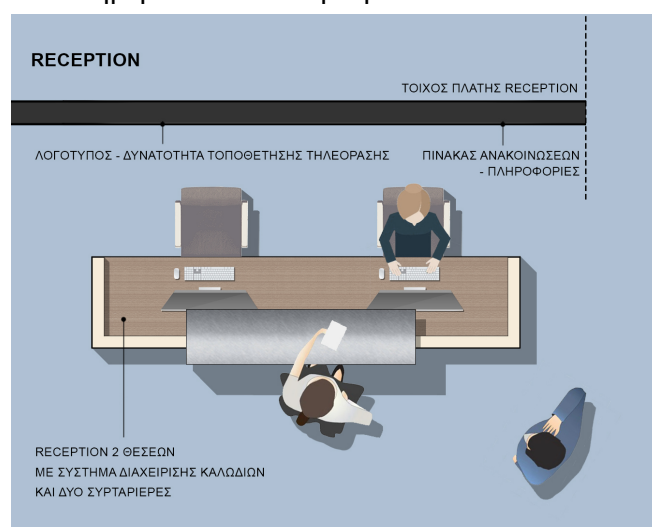 RECEPTION
ΤΟΙΧΟΣ ΠΛΑΤΗΣ RECEPTION
ΛΟΓΟΤΥΠΟΣ - ΔΥΝΑΤΟΤΗΤΑ ΤΟΠΟΘΕΤΗΣΗΣ ΤΗΛΕΟΡΑΣΗΣ
ΠΙΝΑΚΑΣ ΑΝΑΚΟΙΝΩΣΕΩΝ
- ΠΛΗΡΟΦΟΡΙΕΣ
RECEPTION 2 ΘΕΣΕΩΝ
ΜΕ ΣΥΣΤΗΜΑ ΔΙΑΧΕΙΡΙΣΗΣ ΚΑΛΩΔΙΩΝ
ΚΑΙ ΔΥΟ ΣΥΡΤΑΡΙΕΡΕΣ